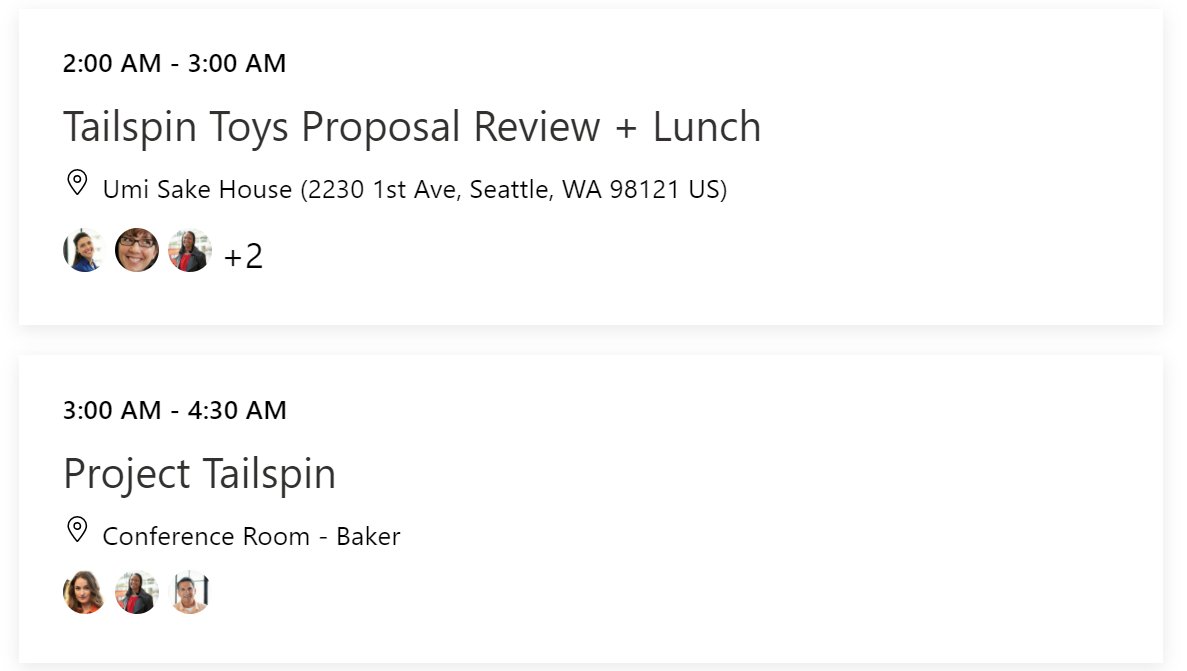 2:00 AM - 3:00 AM
Tailspin Toys Proposal Review + Lunch
Umi Sake House (2230 1st Ave, Seattle, WA 98121 US)
+2
3:00 AM - 4:30 AM
Project Tailspin
Conference Room - Baker